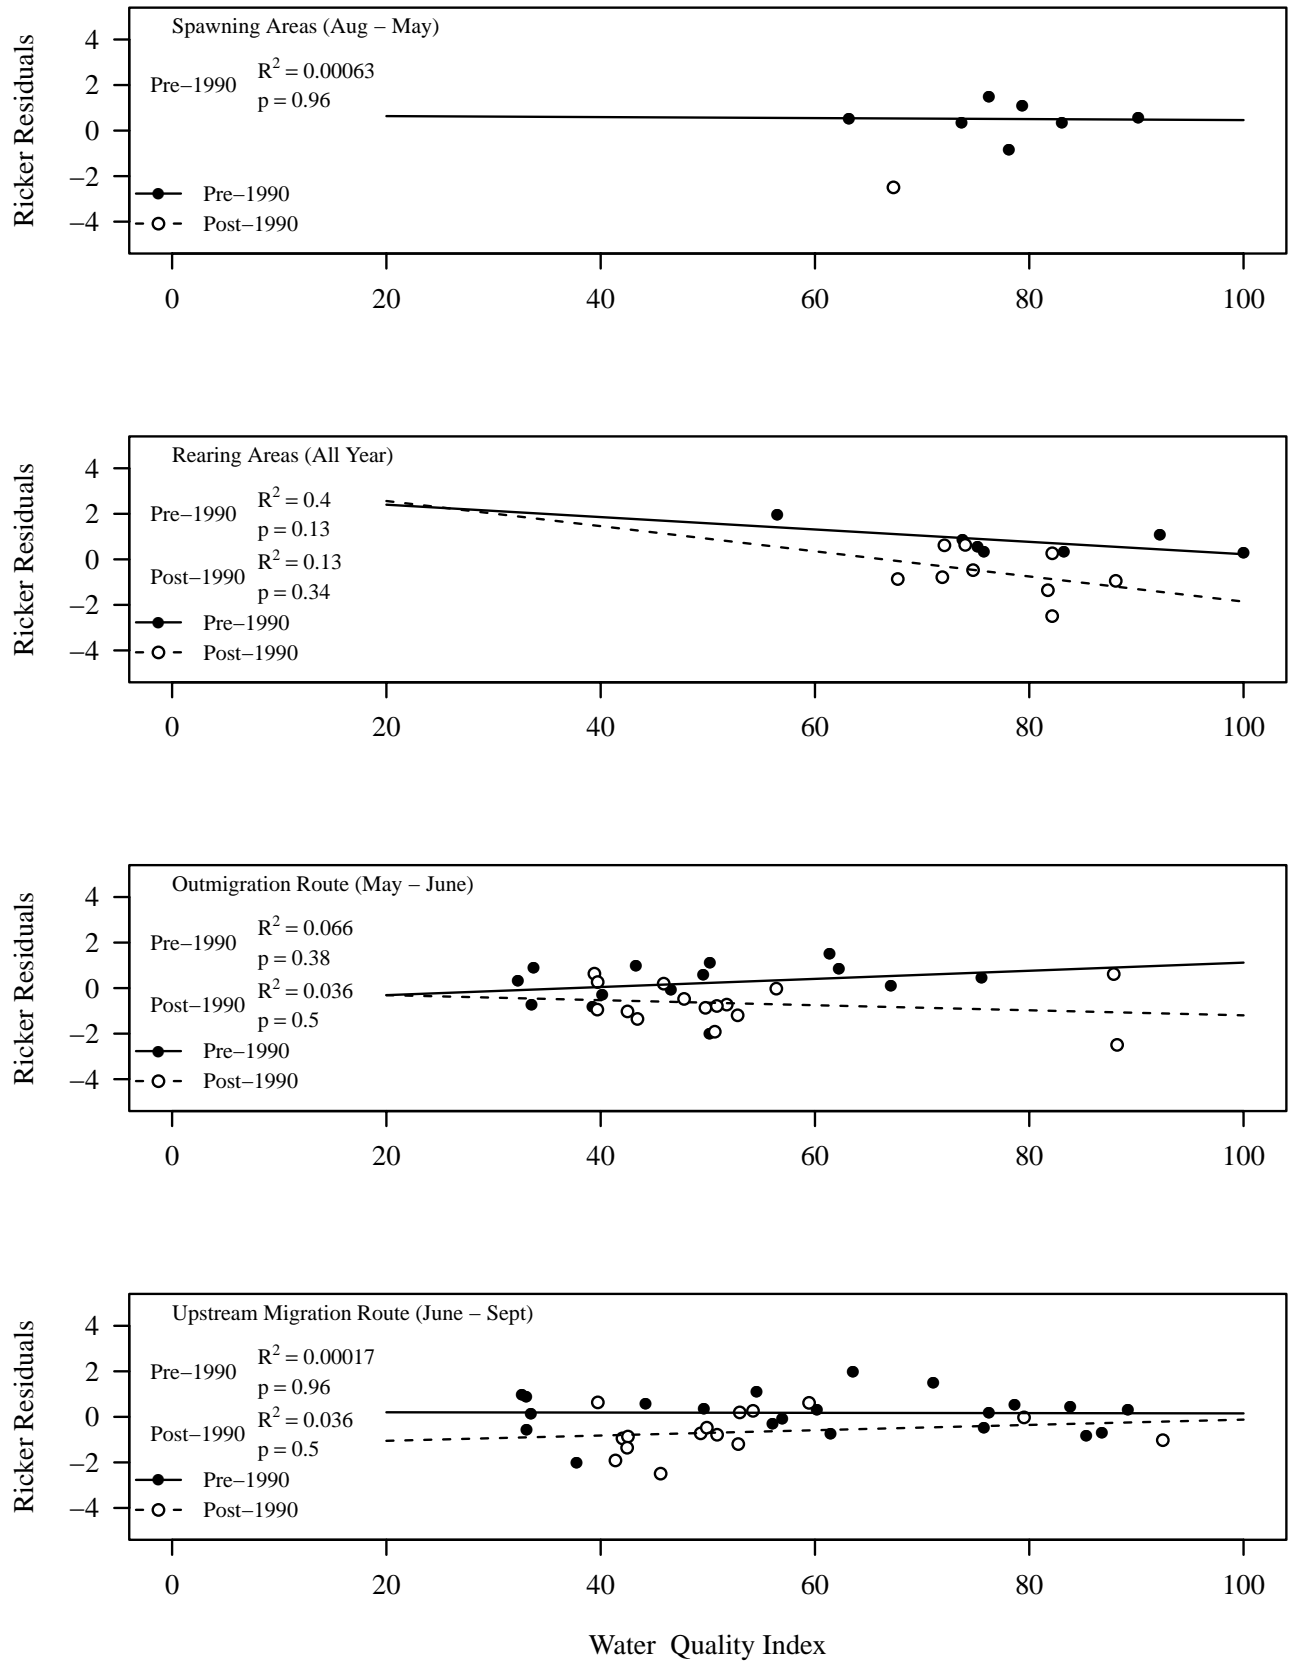 Spawning Areas (Aug – May)
Pre–1990
R² = 0.00063
p = 0.96
Pre–1990
Post–1990
Ricker Residuals
4
2
0
–2
–4
0 20 40 60 80 100
Rearing Areas (All Year)
Pre–1990
R² = 0.4
p = 0.13
Post–1990
R² = 0.13
p = 0.34
Pre–1990
Post–1990
Ricker Residuals
4
2
0
–2
–4
0 20 40 60 80 100
Outmigration Route (May – June)
Pre–1990
R² = 0.066
p = 0.38
Post–1990
R² = 0.036
p = 0.5
Pre–1990
Post–1990
Ricker Residuals
4
2
0
–2
–4
0 20 40 60 80 100
Upstream Migration Route (June – Sept)
Pre–1990
R² = 0.00017
p = 0.96
Post–1990
R² = 0.036
p = 0.5
Pre–1990
Post–1990
Ricker Residuals
4
2
0
–2
–4
0 20 40 60 80 100
Water Quality Index